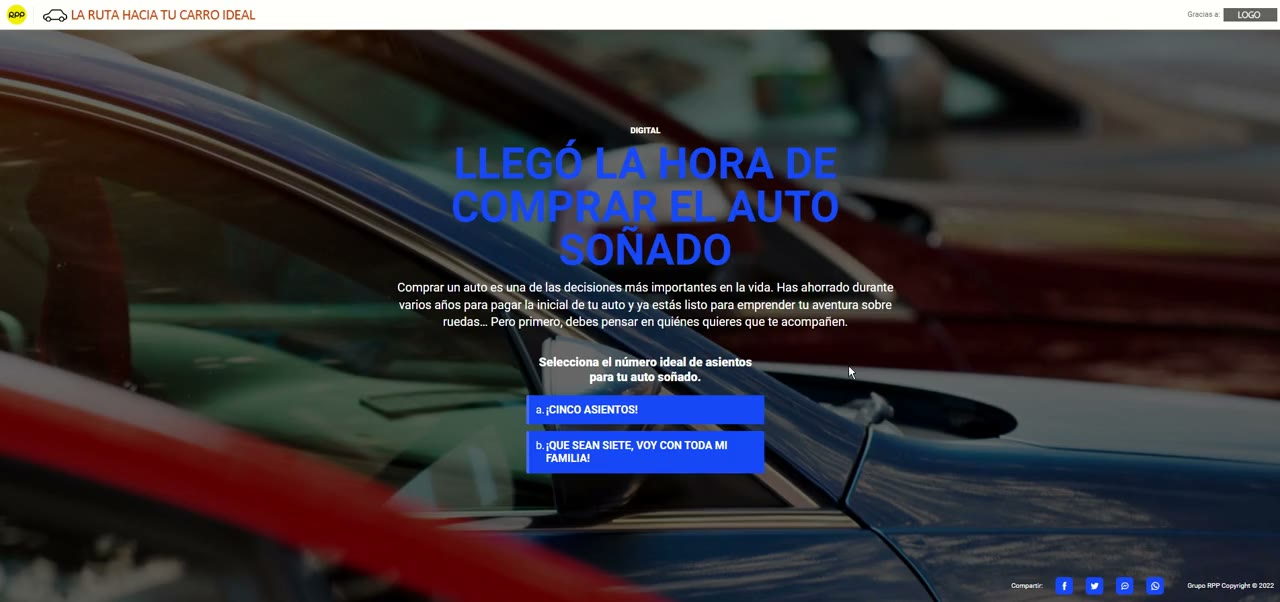 RPP
LA RUTA HACIA TU CARRO IDEAL
Gracias a:
LOGO
DIGITAL
LLEGÓ LA HORA DE
COMPRAR EL AUTO
SOÑADO
Comprar un auto es una de las decisiones más importantes en la vida. Has ahorrado durante
varios años para pagar la inicial de tu auto y ya estás listo para emprender tu aventura sobre
ruedas... Pero primero, debes pensar en quiénes quieres que te acompañen.
Selecciona el número ideal de asientos
para tu auto soñado.
a. ¡CINCO ASIENTOS!
b. ¡QUE SEAN SIETE, VOY CON TODA MI
FAMILIA!
Compartir:
Grupo RPP Copyright © 2022